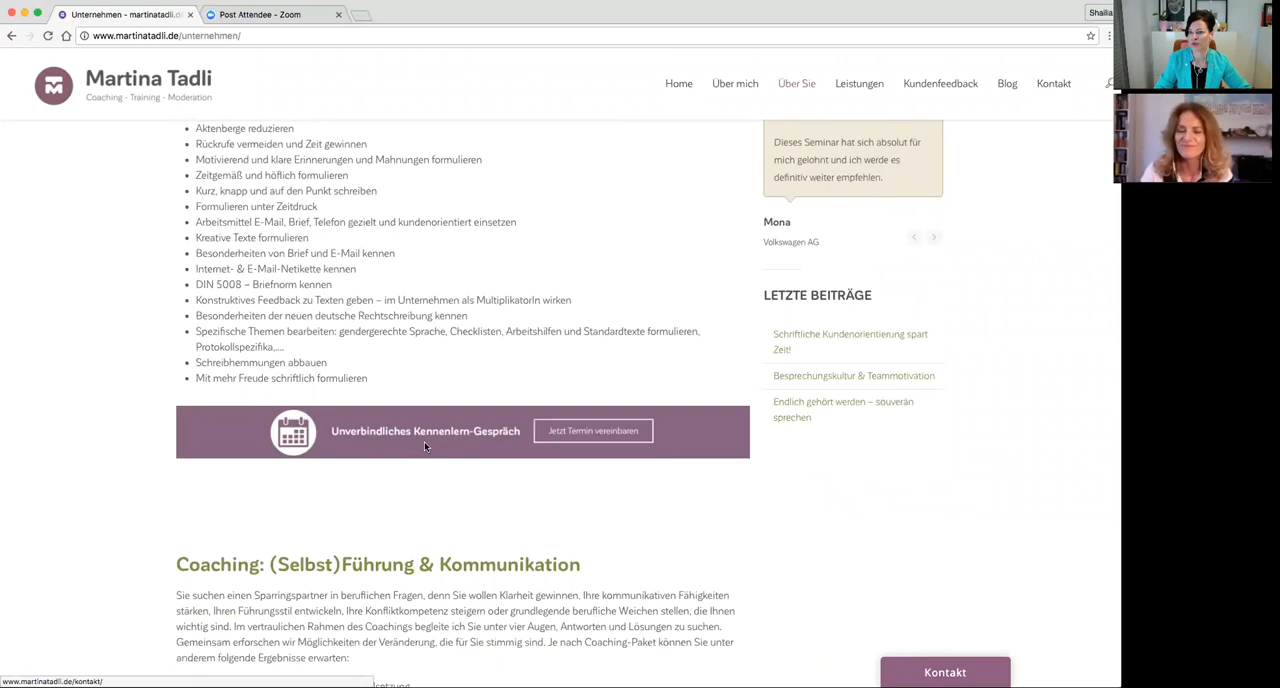 Unternehmen - martinatadli.de
Post Attendee - Zoom
Shailia
www.martinatadli.de/unternehmen/
Martina Tadli
Coaching - Training - Moderation
Home
Über mich
Über Sie
Leistungen
Kundenfeedback
Blog
Kontakt
Aktenberge reduzieren
Rückrufe vermeiden und Zeit gewinnen
Motivierend und klare Erinnerungen und Mahnungen formulieren
Zeitgemäß und höflich formulieren
Kurz, knapp und auf den Punkt schreiben
Formulieren unter Zeitdruck
Arbeitsmittel E-Mail, Brief, Telefon gezielt und kundenorientiert einsetzen
Kreative Texte formulieren
Besonderheiten von Brief und E-Mail kennen
Internet- & E-Mail-Netikette kennen
DIN 5008 – Briefnorm kennen
Konstruktives Feedback zu Texten geben – im Unternehmen als MultiplikatorIn wirken
Besonderheiten der neuen deutsche Rechtschreibung kennen
Spezifische Themen bearbeiten: gendergerechte Sprache, Checklisten, Arbeitshilfen und Standardtexte formulieren,
Protokollspezifika,....
Schreibhemmungen abbauen
Mit mehr Freude schriftlich formulieren
Unverbindliches Kennenlern-Gespräch
Jetzt Termin vereinbaren
Dieses Seminar hat sich absolut für
mich gelohnt und ich werde es
definitiv weiter empfehlen.
Mona
Volkswagen AG
LETZTE BEITRÄGE
Schriftliche Kundenorientierung spart
Zeit!
Besprechungskultur & Teammotivation
Endlich gehört werden – souverän
sprechen
Coaching: (Selbst)Führung & Kommunikation
Sie suchen einen Sparringspartner in beruflichen Fragen, denn Sie wollen Klarheit gewinnen, Ihre kommunikativen Fähigkeiten
stärken, Ihren Führungsstil entwickeln, Ihre Konfliktkompetenz steigern oder grundlegende berufliche Weichen stellen, die Ihnen
wichtig sind. Im vertraulichen Rahmen des Coachings begleite ich Sie unter vier Augen, Antworten und Lösungen zu suchen.
Gemeinsam erforschen wir Möglichkeiten der Veränderung, die für Sie stimmig sind. Je nach Coaching-Paket können Sie unter
anderem folgende Ergebnisse erwarten:
Kontakt
www.martinatadli.de/kontakt/